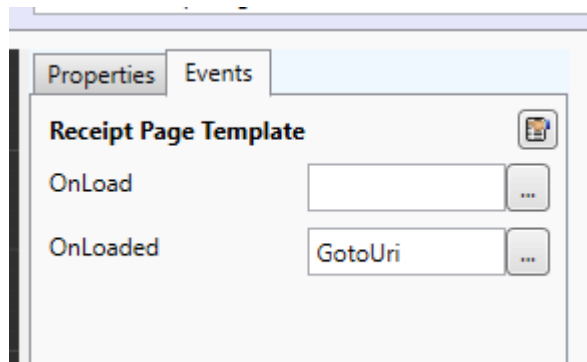 Properties Events
Receipt Page Template
OnLoad
...
OnLoaded GotoUri ...